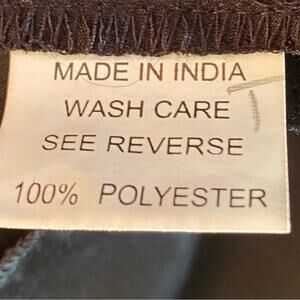 MADE IN INDIA
WASH CARE
SEE REVERSE
100% POLYESTER